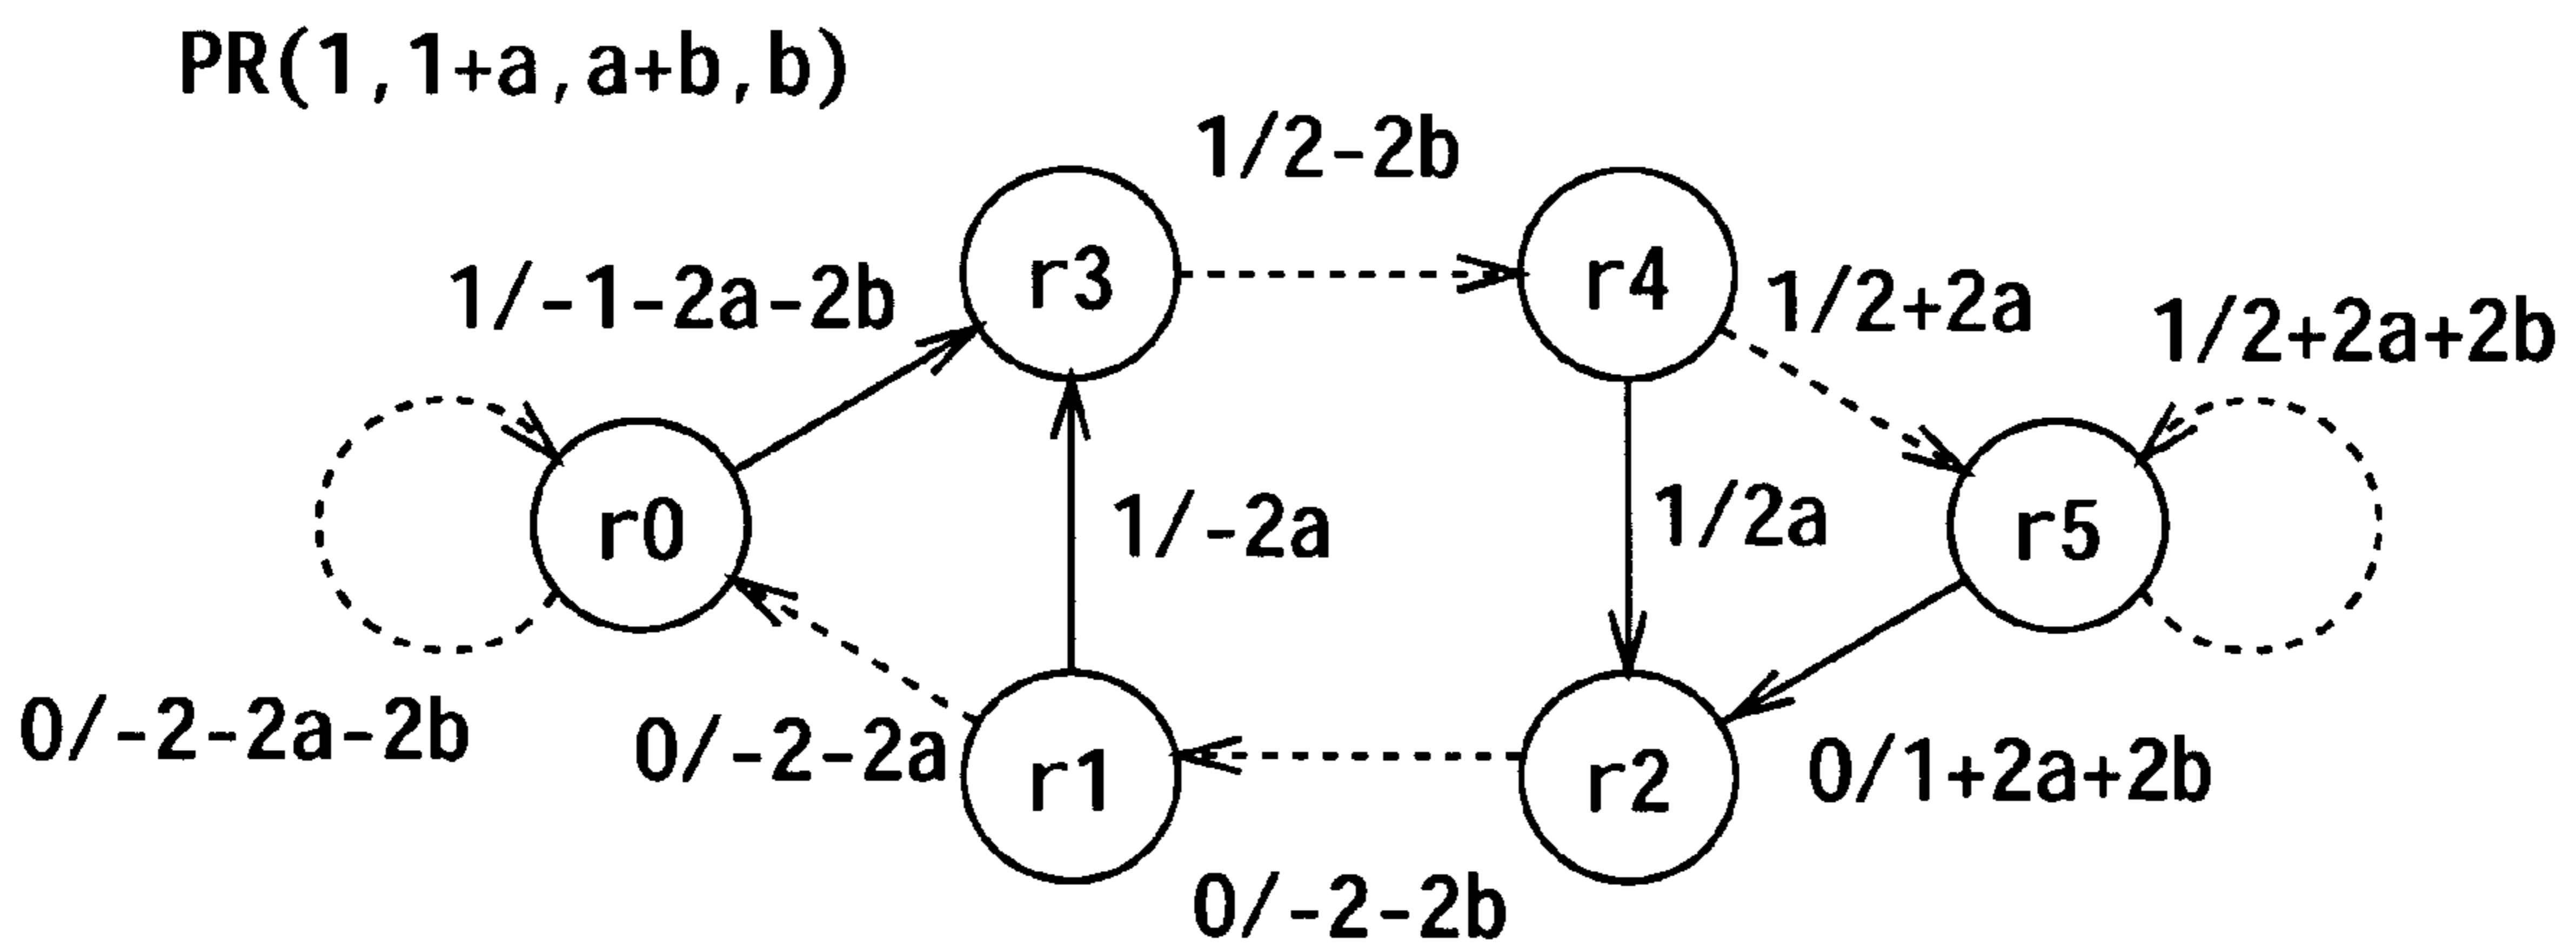 PR(1,1+a,a+b,b)
1/2-2b
1/-1-2a-2b
r3
r4
1/2+2a
1/2+2a+2b
r0
1/-2a
1/2a
r5
0/-2-2a-2b
0/-2-2a
r1
r2
0/1+2a+2b
0/-2-2b